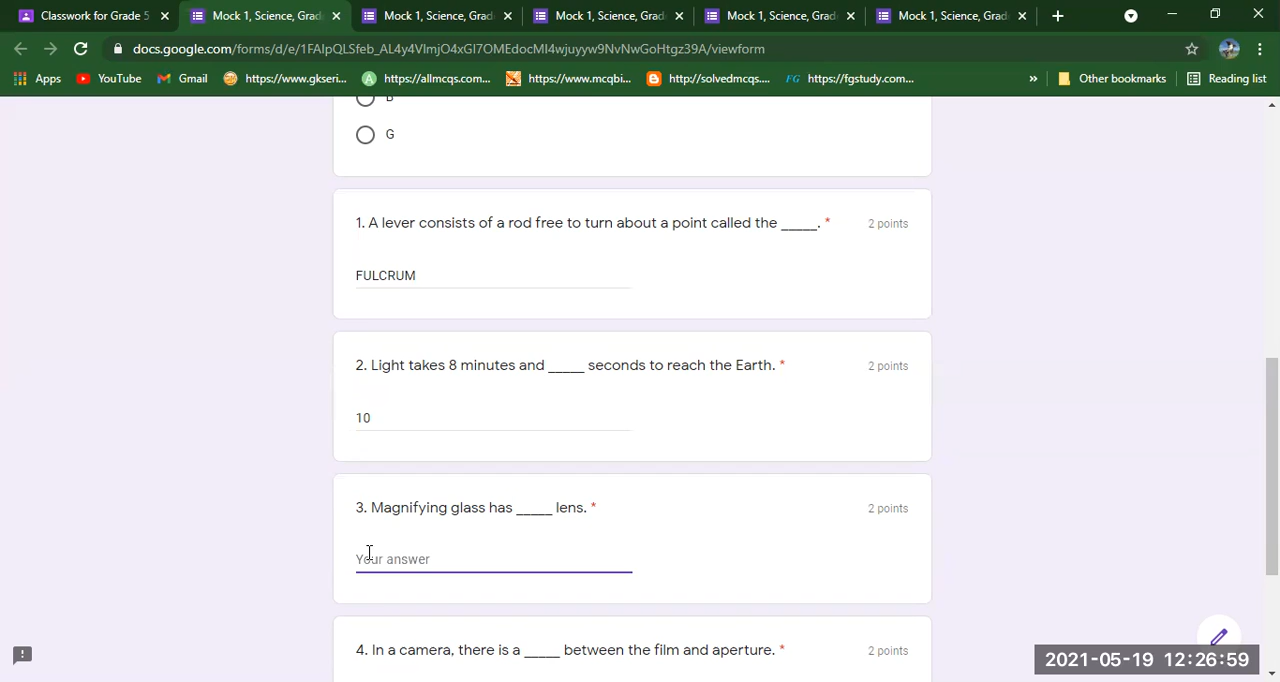 Classwork for Grade 5
Mock 1, Science, Grad
Mock 1, Science, Grad
Mock 1, Science, Grad
Mock 1, Science, Grad
Mock 1, Science, Grad
docs.google.com/forms/d/e/1FAIpQLSfeb_AL4y4VlmjO4xGI7OMEdocMI4wjuyyw9NvNwGoHtgz39A/viewform
Apps
YouTube
Gmail
https://www.gkseri...
https://allmcqs.com...
https://www.mcqbi...
http://solvedmcqs....
https://fgstudy.com...
»
Other bookmarks
Reading list
B
G
1. A lever consists of a rod free to turn about a point called the _____. *
2 points
FULCRUM
2. Light takes 8 minutes and _____ seconds to reach the Earth. *
2 points
10
3. Magnifying glass has _____ lens. *
2 points
Your answer
4. In a camera, there is a _____ between the film and aperture. *
2 points
2021-05-19 12:26:59